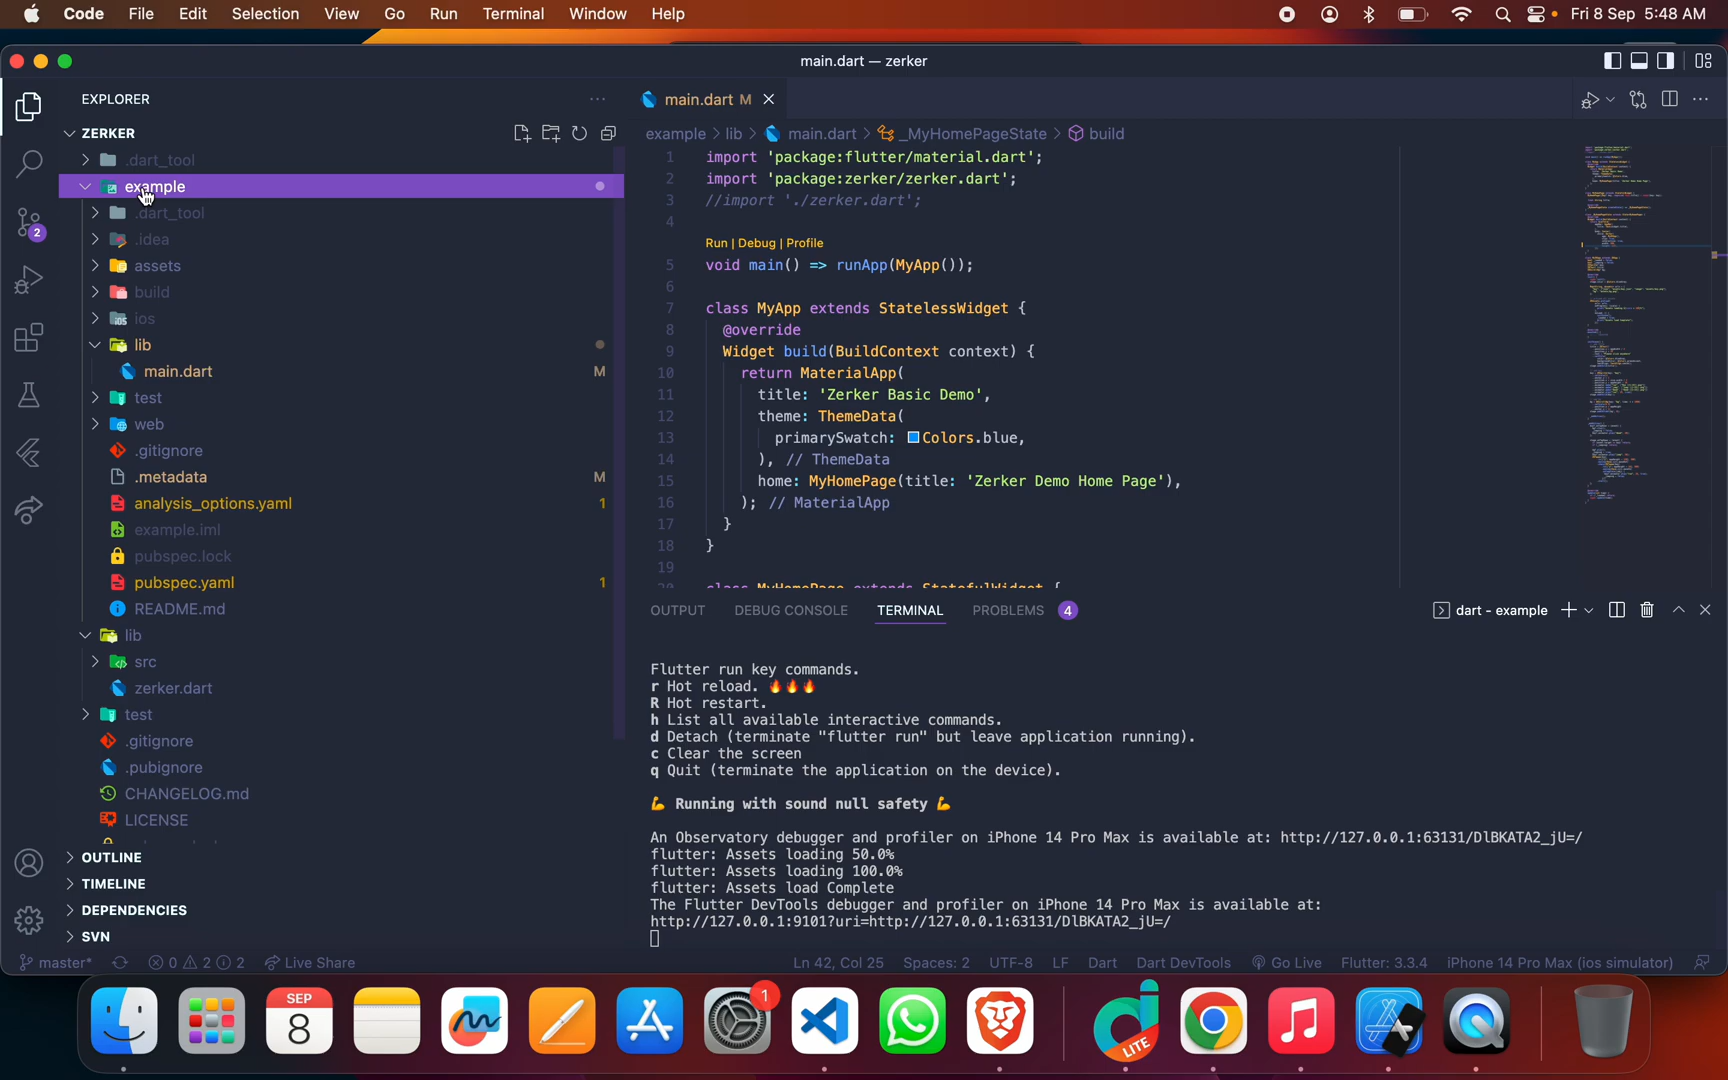 Code File Edit Selection View Go Run Terminal Window Help
Fri 8 Sep 5:48 AM
main.dart — zerker
EXPLORER
ZERKER
.dart_tool
example
.dart_tool
.idea
assets
build
ios
lib
main.dart M
test
web
.gitignore
.metadata M
analysis_options.yaml 1
example.iml
pubspec.lock
pubspec.yaml 1
README.md
lib
src
zerker.dart
test
.gitignore
.pubignore
CHANGELOG.md
LICENSE
OUTLINE
TIMELINE
DEPENDENCIES
SVN
2
main.dart M
example > lib > main.dart > _MyHomePageState > build
1 import 'package:flutter/material.dart';
2 import 'package:zerker/zerker.dart';
3 //import './zerker.dart';
4
Run | Debug | Profile
5 void main() => runApp(MyApp());
6
7 class MyApp extends StatelessWidget {
8 @override
9 Widget build(BuildContext context) {
10 return MaterialApp(
11 title: 'Zerker Basic Demo',
12 theme: ThemeData(
13 primarySwatch: Colors.blue,
14 ), // ThemeData
15 home: MyHomePage(title: 'Zerker Demo Home Page'),
16 ); // MaterialApp
17 }
18 }
19
20 class MyHomePage extends StatefulWidget {
OUTPUT DEBUG CONSOLE TERMINAL PROBLEMS 4
dart - example
Flutter run key commands.
r Hot reload. 🔥🔥🔥
R Hot restart.
h List all available interactive commands.
d Detach (terminate "flutter run" but leave application running).
c Clear the screen
q Quit (terminate the application on the device).
💪 Running with sound null safety 💪
An Observatory debugger and profiler on iPhone 14 Pro Max is available at: http://127.0.0.1:63131/DlBKATA2_jU=/
flutter: Assets loading 50.0%
flutter: Assets loading 100.0%
flutter: Assets load Complete
The Flutter DevTools debugger and profiler on iPhone 14 Pro Max is available at:
http://127.0.0.1:9101?uri=http://127.0.0.1:63131/DlBKATA2_jU=/
master* 0 2 2 Live Share
Ln 42, Col 25 Spaces: 2 UTF-8 LF Dart Dart DevTools Go Live Flutter: 3.3.4 iPhone 14 Pro Max (ios simulator)
SEP
8
1
LITE